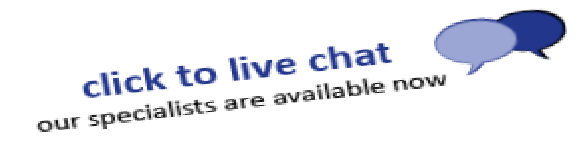 click to live chat
our specialists are available now